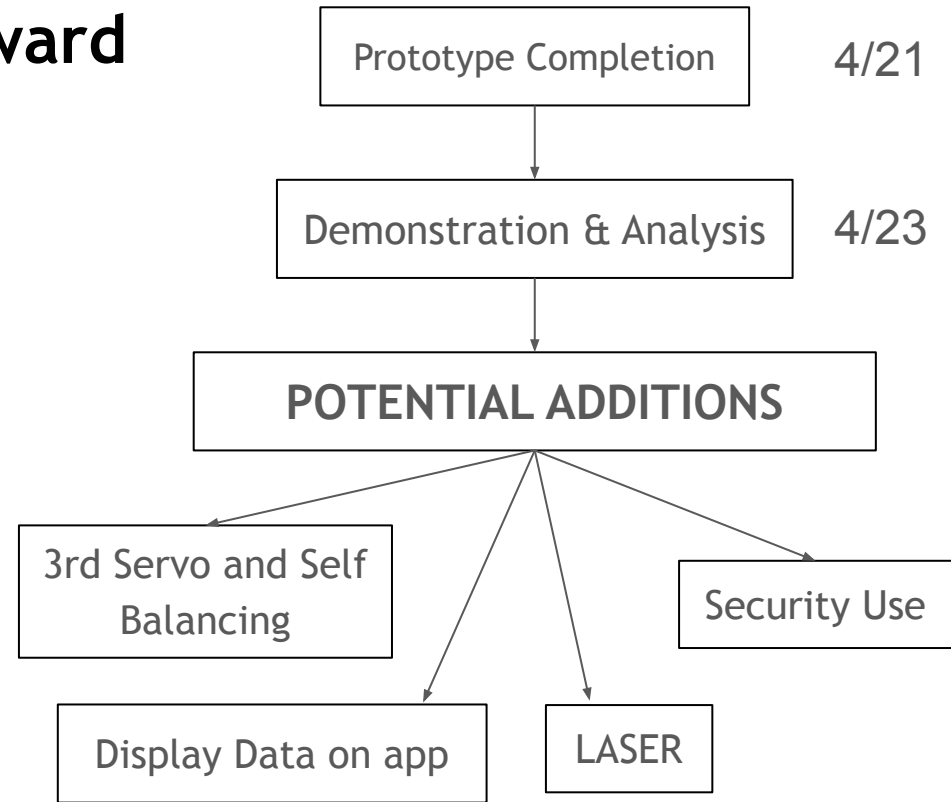 ward
Prototype Completion
4/21
Demonstration & Analysis
4/23
POTENTIAL ADDITIONS
3rd Servo and Self
Balancing
Security Use
Display Data on app
LASER